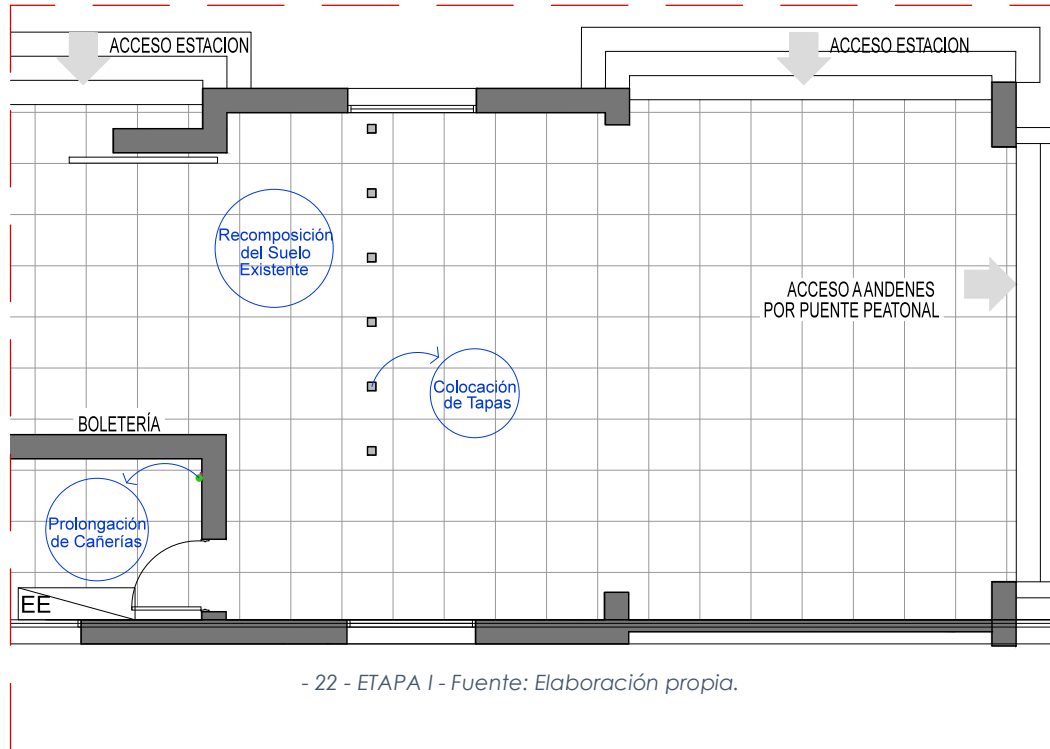 ACCESO ESTACION
ACCESO ESTACION
Recomposición
del Suelo
Existente
ACCESO A ANDENES
POR PUENTE PEATONAL
Colocación
de Tapas
BOLETERÍA
Prolongación
de Cañerías
EE
- 22 - ETAPA I - Fuente: Elaboración propia.